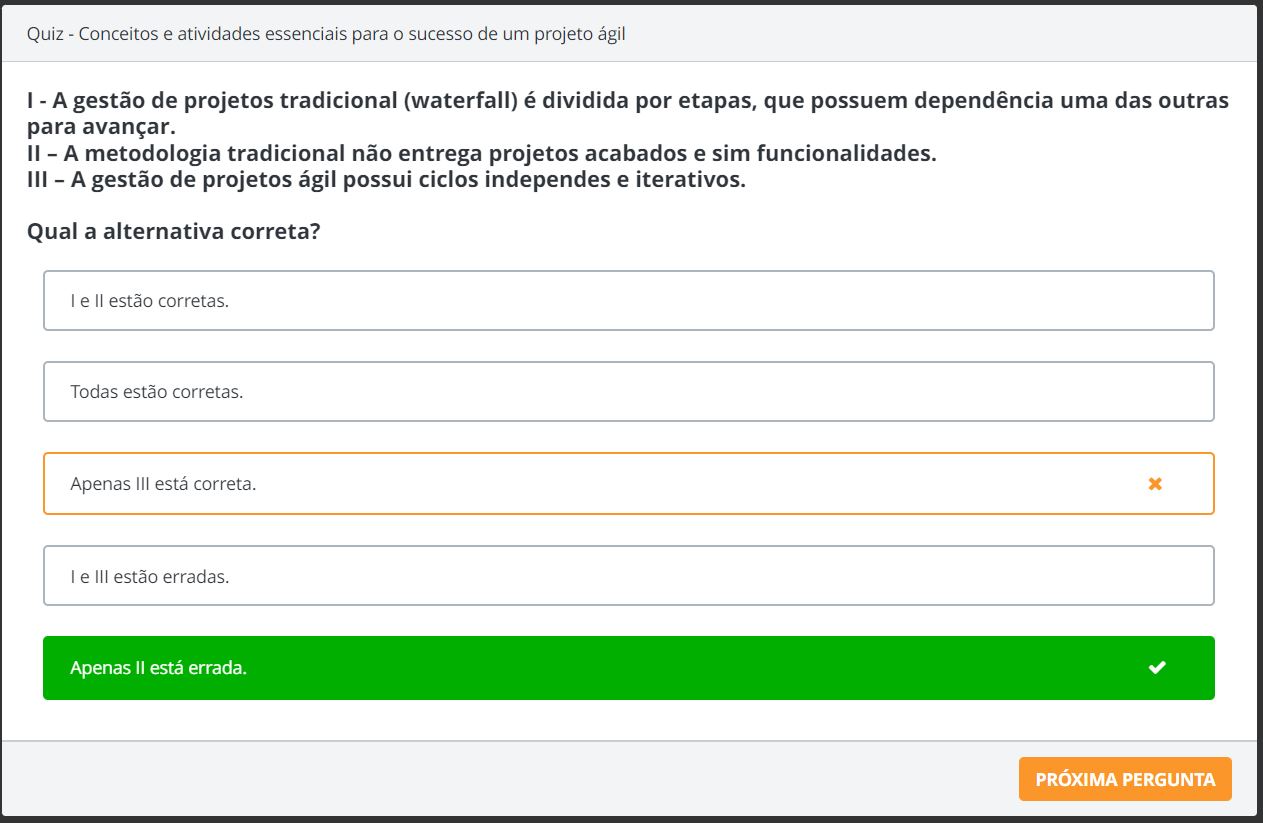 Quiz - Conceitos e atividades essenciais para o sucesso de um projeto ágil
I - A gestão de projetos tradicional (waterfall) é dividida por etapas, que possuem dependência uma das outras
para avançar.
II – A metodologia tradicional não entrega projetos acabados e sim funcionalidades.
III – A gestão de projetos ágil possui ciclos independes e iterativos.
Qual a alternativa correta?
I e II estão corretas.
Todas estão corretas.
Apenas III está correta.
I e III estão erradas.
Apenas II está errada.
PRÓXIMA PERGUNTA